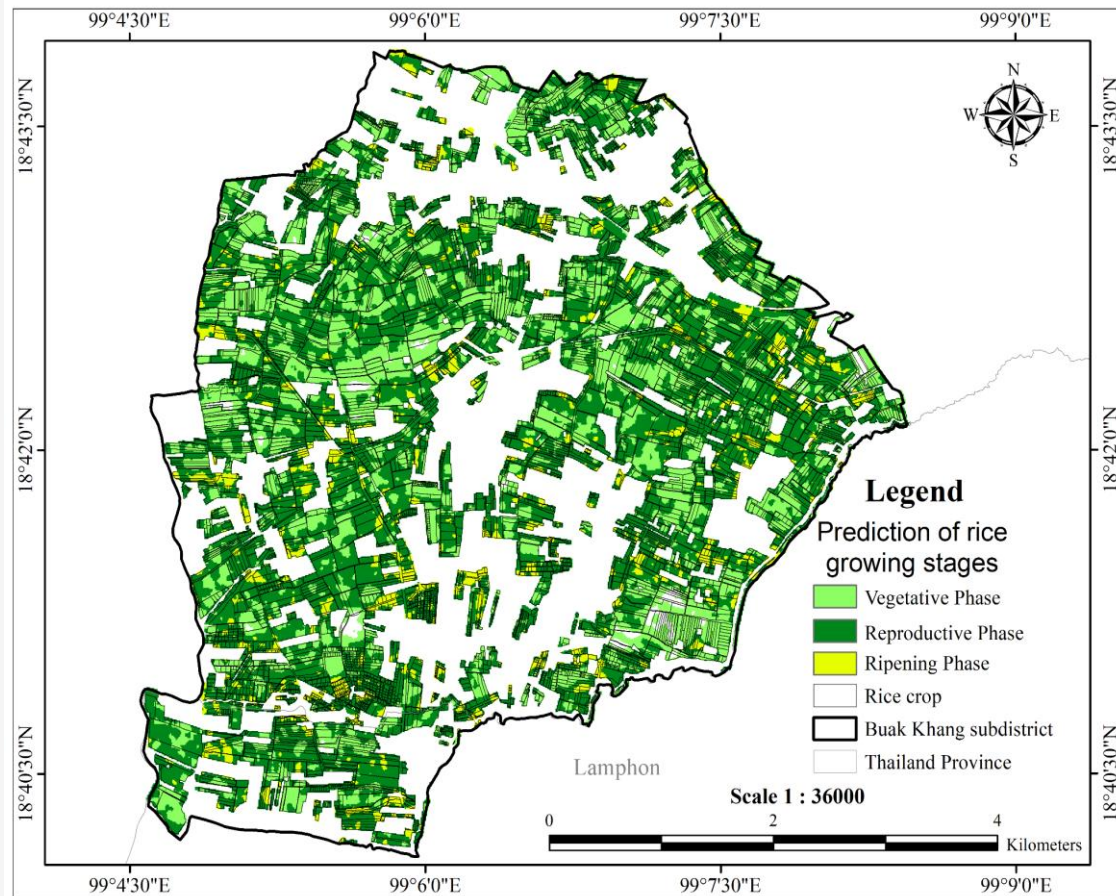 99°4'30"E
99°6'0"E
99°7'30"E
99°9'0"E
18°43'30"N
18°43'30"N
N
W
E
S
18°42'0"N
18°42'0"N
Legend
Prediction of rice
growing stages
Vegetative Phase
Reproductive Phase
Ripening Phase
Rice crop
Buak Khang subdistrict
Thailand Province
18°40'30"N
18°40'30"N
Lamphon
Scale 1 : 36000
0
2
4
Kilometers
99°4'30"E
99°6'0"E
99°7'30"E
99°9'0"E